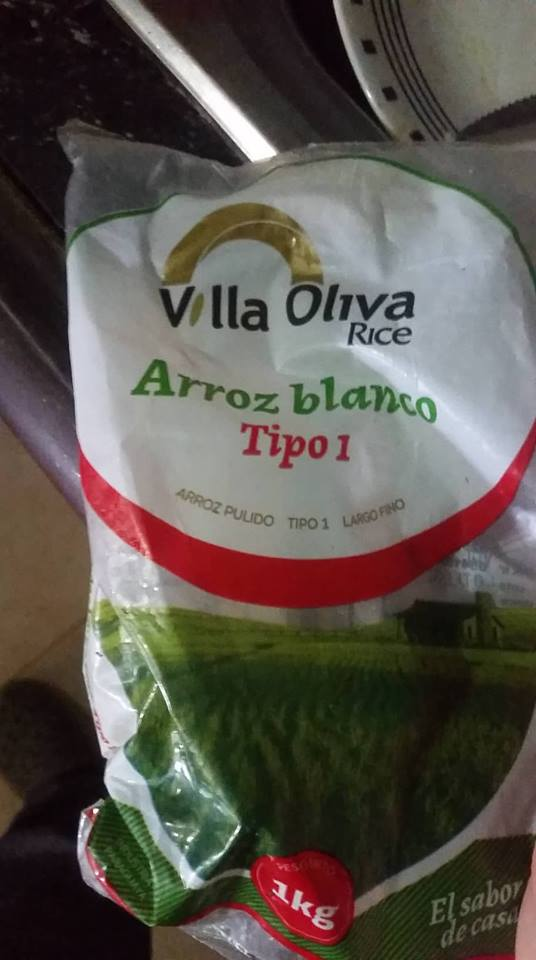 Villa Oliva
Rice
Arroz blanco
Tipo 1
ARROZ PULIDO TIPO 1 LARGO FINO
1kg
El sabor
de casa